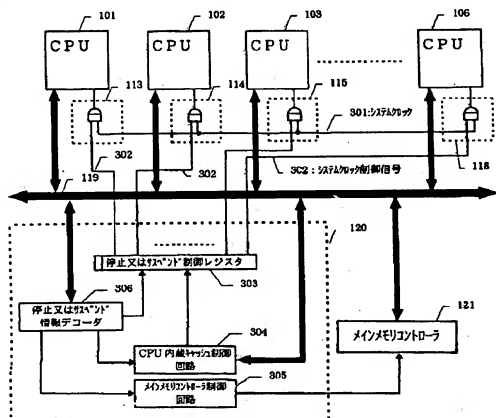 101
102
103
106
CPU
CPU
CPU
CPU
113
114
115
301:システムクロック
302
302
302:システムクロック制御信号
118
119
120
停止又はサスペンド制御レジスタ
303
306
停止又はサスペンド
情報デコーダ
304
121
CPU内蔵キャッシュ制御
回路
メインメモリコントローラ
305
メインメモリコントローラ制御
回路